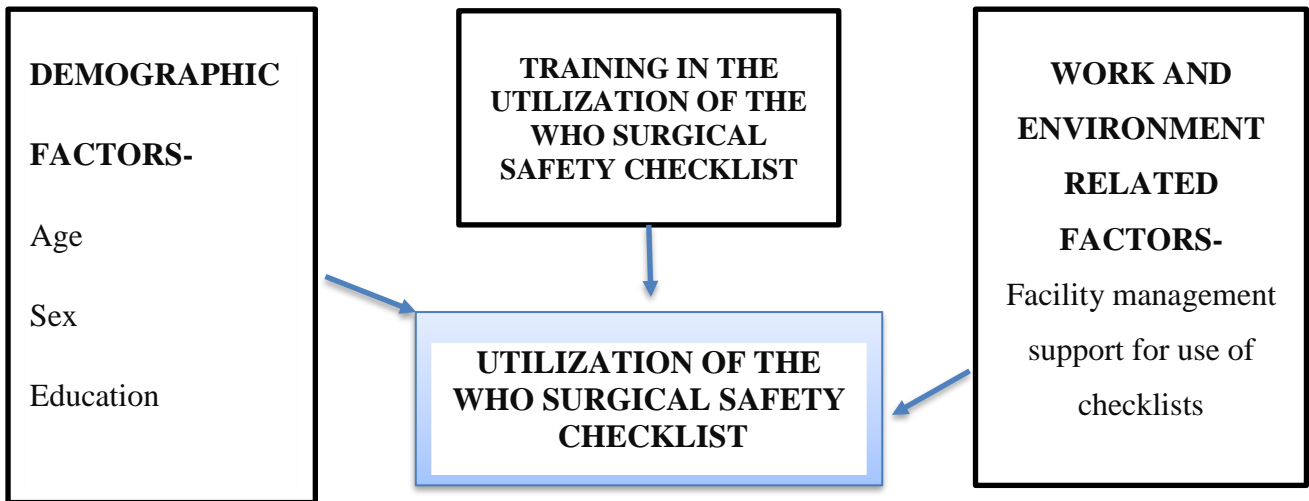 DEMOGRAPHIC
FACTORS-
Age
Sex
Education
TRAINING IN THE
UTILIZATION OF THE
WHO SURGICAL
SAFETY CHECKLIST
UTILIZATION OF THE
WHO SURGICAL SAFETY
CHECKLIST
WORK AND
ENVIRONMENT
RELATED
FACTORS-
Facility management
support for use of
checklists